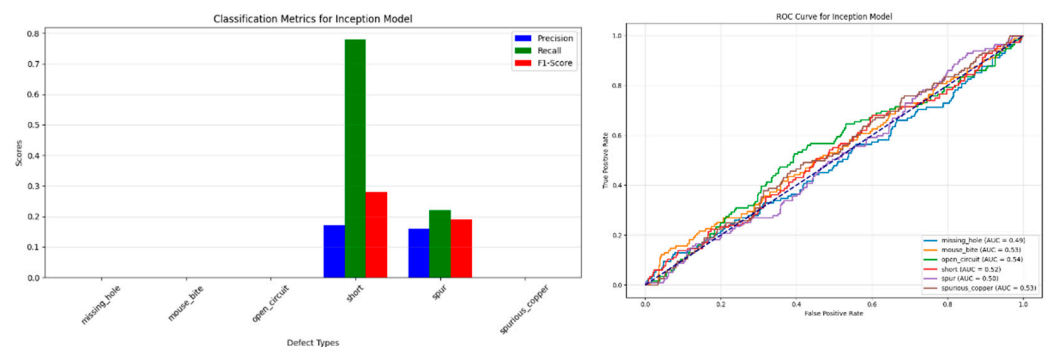 Classification Metrics for Inception Model
Precision
Recall
F1-Score
Scores
0.8
0.7
0.6
0.5
0.4
0.3
0.2
0.1
0.0
missing_hole
mouse_bite
open_circuit
short
spur
spurious_copper
Defect Types
ROC Curve for Inception Model
True Positive Rate
1.0
0.8
0.6
0.4
0.2
0.0
missing_hole (AUC = 0.49)
mouse_bite (AUC = 0.53)
open_circuit (AUC = 0.54)
short (AUC = 0.52)
spur (AUC = 0.50)
spurious_copper (AUC = 0.53)
0.0 0.2 0.4 0.6 0.8 1.0
False Positive Rate